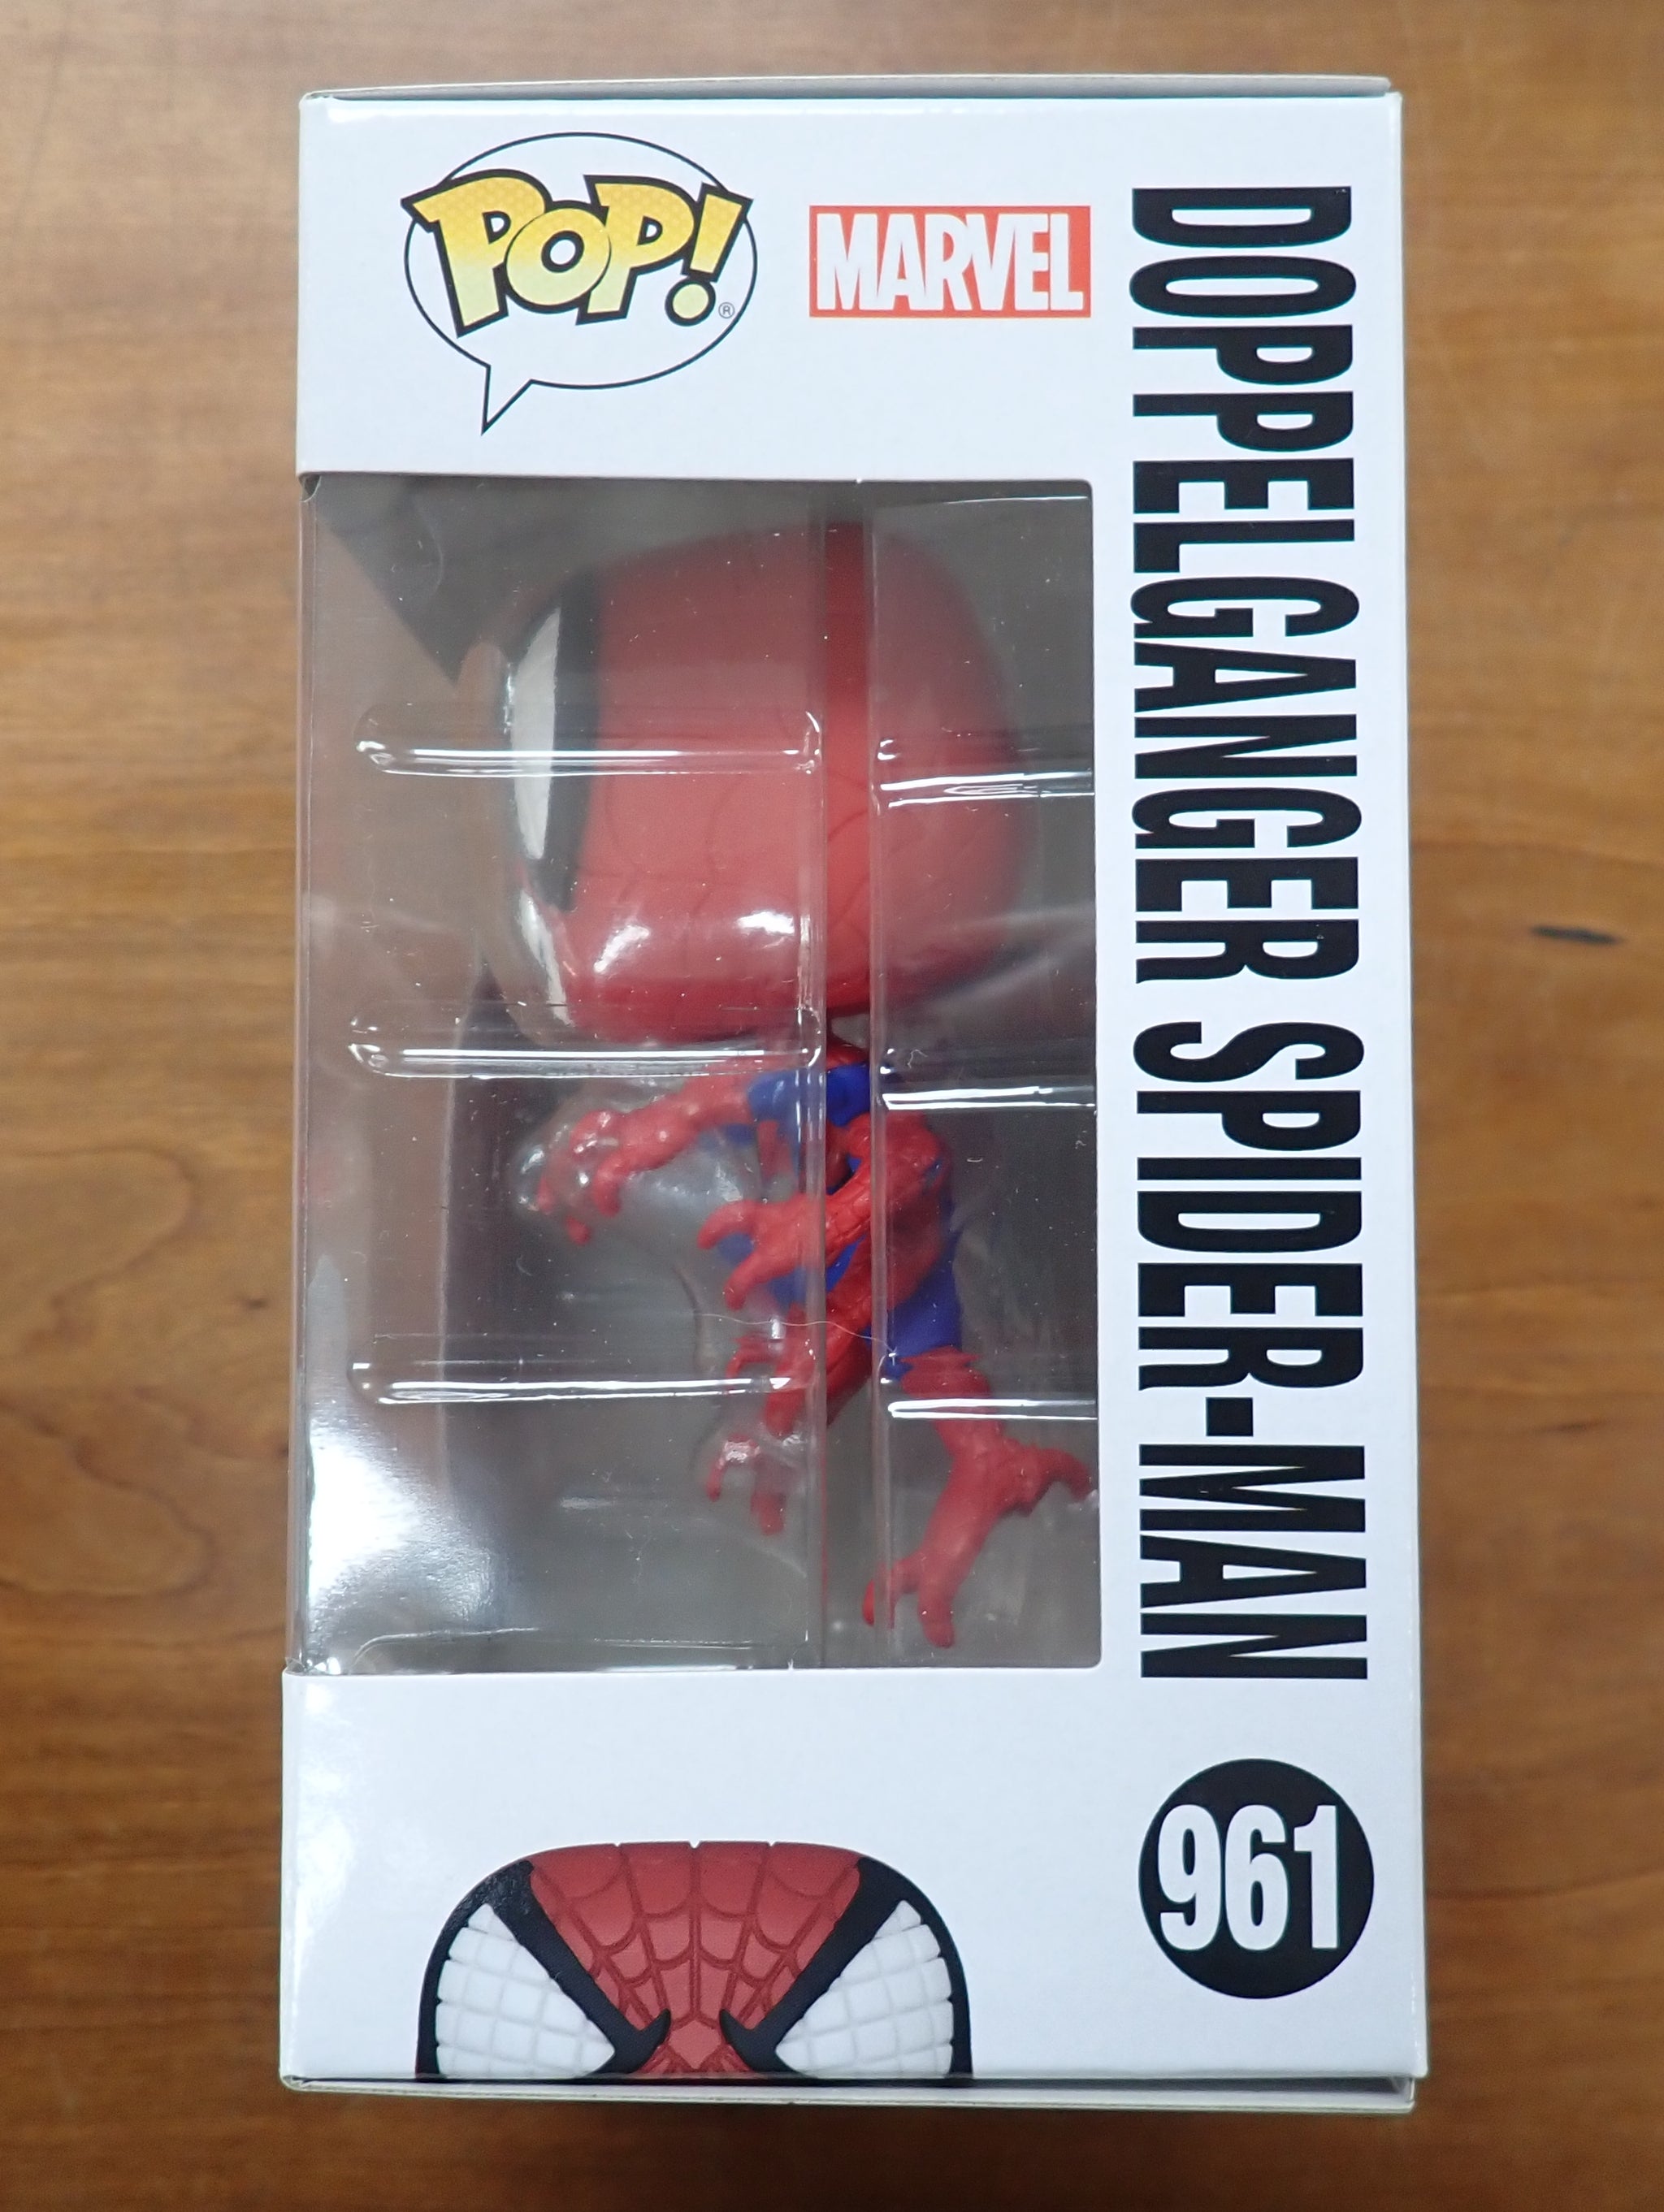 POP!®
MARVEL
DOPPELGANGER SPIDER-MAN
961